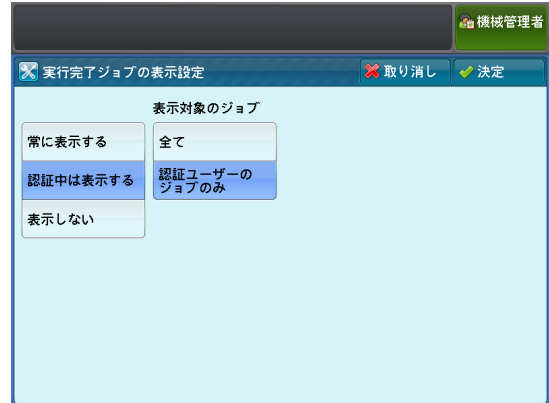 機械管理者
実行完了ジョブの表示設定
取り消し
決定
表示対象のジョブ
常に表示する
全て
認証中は表示する
認証ユーザーの
ジョブのみ
表示しない